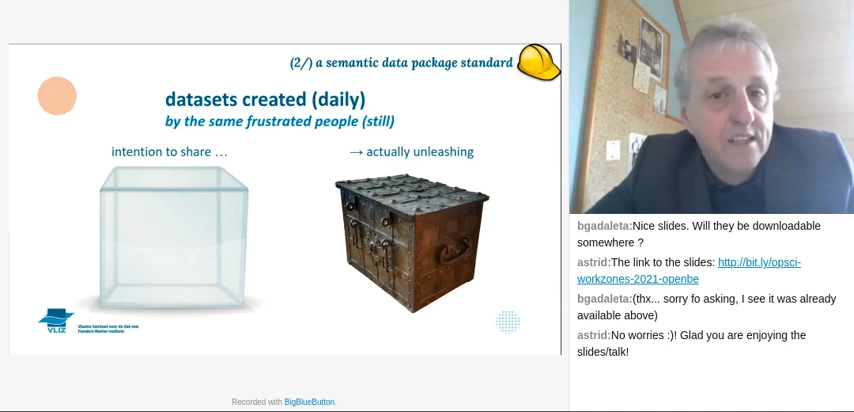 (2/) a semantic data package standard
datasets created (daily)
by the same frustrated people (still)
intention to share …
→ actually unleashing
VLIZ
Vlaams Instituut voor de Zee vzw
Flanders Marine Institute
Recorded with BigBlueButton.
bgadaleta:Nice slides. Will they be downloadable
somewhere ?
astrid:The link to the slides: http://bit.ly/opsci-
workzones-2021-openbe
bgadaleta:(thx... sorry fo asking, I see it was already
available above)
astrid:No worries :)! Glad you are enjoying the
slides/talk!